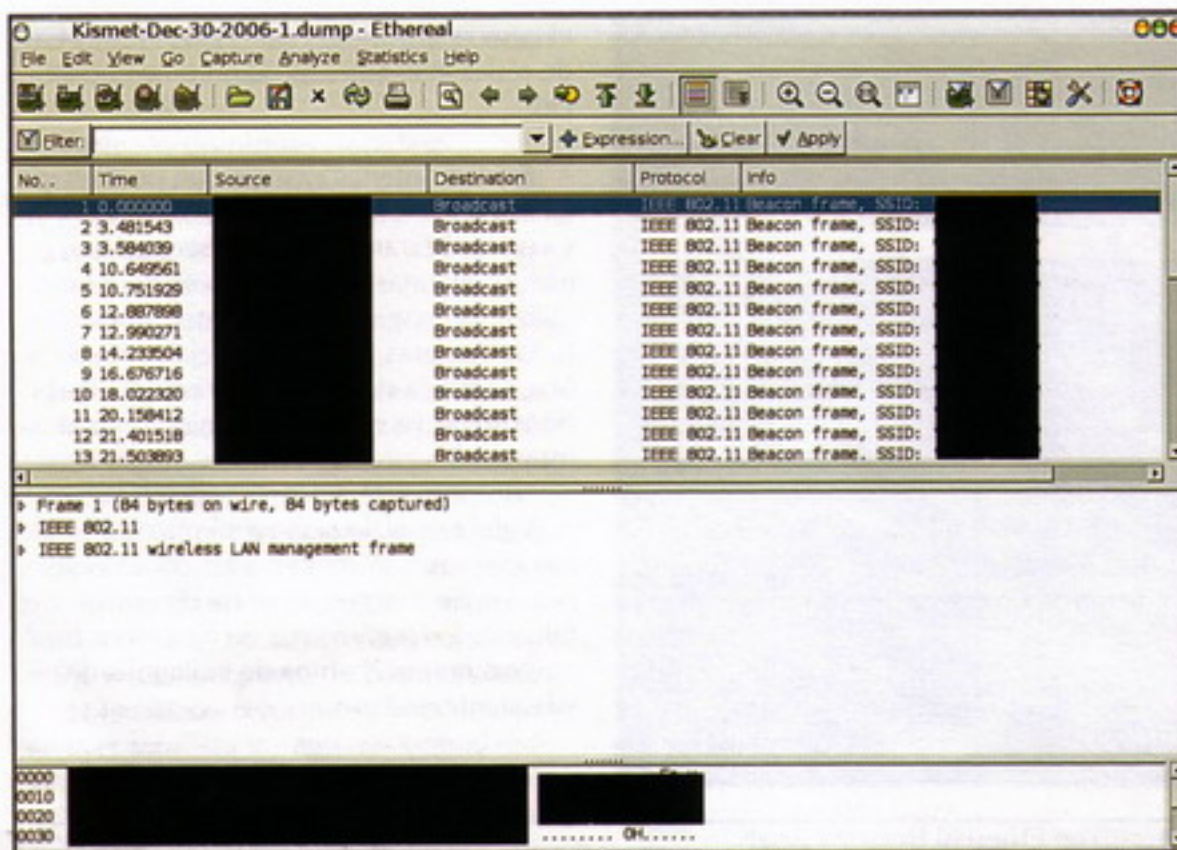 Kismet-Dec-30-2006-1.dump - Ethereal
File Edit View Go Capture Analyze Statistics Help
Filter: Expression... Clear Apply
No. . Time Source Destination Protocol Info
1 0.000000 Broadcast IEEE 802.11 Beacon frame, SSID:
2 3.481543 Broadcast IEEE 802.11 Beacon frame, SSID: "
3 3.584039 Broadcast IEEE 802.11 Beacon frame, SSID: "
4 10.649561 Broadcast IEEE 802.11 Beacon frame, SSID: "
5 10.751929 Broadcast IEEE 802.11 Beacon frame, SSID: "
6 12.887898 Broadcast IEEE 802.11 Beacon frame, SSID: "
7 12.990271 Broadcast IEEE 802.11 Beacon frame, SSID: "
8 14.233504 Broadcast IEEE 802.11 Beacon frame, SSID: "
9 16.676716 Broadcast IEEE 802.11 Beacon frame, SSID: "
10 18.022320 Broadcast IEEE 802.11 Beacon frame, SSID: "
11 20.158412 Broadcast IEEE 802.11 Beacon frame, SSID: "
12 21.401518 Broadcast IEEE 802.11 Beacon frame, SSID: "
13 21.503893 Broadcast IEEE 802.11 Beacon frame, SSID: "
Frame 1 (84 bytes on wire, 84 bytes captured)
IEEE 802.11
IEEE 802.11 wireless LAN management frame
0000
0010
0020
0030 ........ OH......